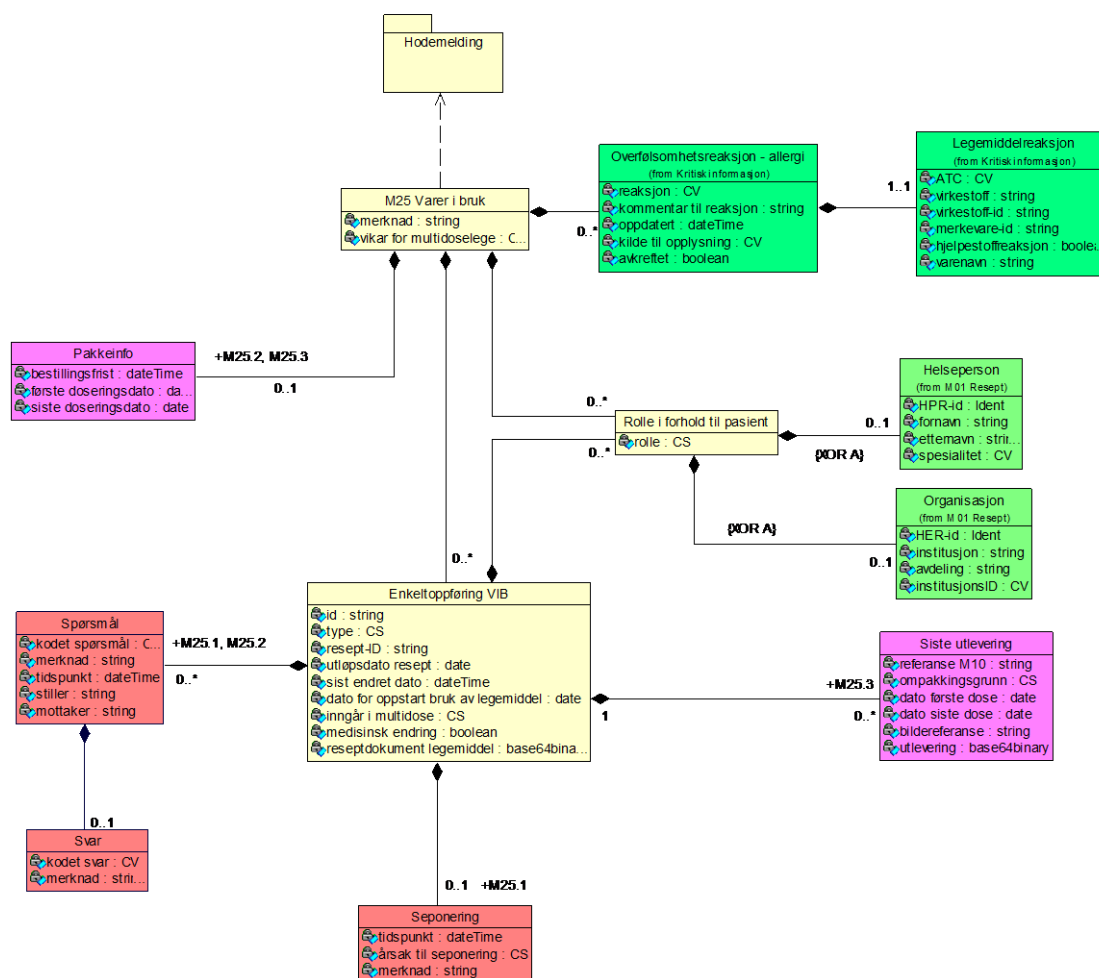 Hodemelding
Overfølsomhetsreaksjon - allergi
(from Kritisk informasjon)
reaksjon : CV
kommentar til reaksjon : string
oppdatert : dateTime
kilde til opplysning : CV
avkreftet : boolean
Legemiddelreaksjon
(from Kritisk informasjon)
ATC : CV
virkestoff : string
virkestoff-id : string
merkevare-id : string
hjelpestoffreaksjon : boolea
varenavn : string
1..1
M25 Varer i bruk
merknad : string
vikar for multidoselege : C...
0..*
Pakkeinfo
bestillingsfrist : dateTime
første doseringsdato : da...
siste doseringsdato : date
+M25.2, M25.3
0..1
0..*
Rolle i forhold til pasient
rolle : CS
0..*
Helseperson
(from M01 Resept)
HPR-id : Ident
fornavn : string
etternavn : strin...
spesialitet : CV
0..1
{XOR A}
Organisasjon
(from M01 Resept)
HER-id : Ident
institusjon : string
avdeling : string
institusjonsID : CV
{XOR A}
0..1
0..*
Enkeltoppføring VIB
id : string
type : CS
resept-ID : string
utløpsdato resept : date
sist endret dato : dateTime
dato for oppstart bruk av legemiddel : date
inngår i multidose : CS
medisinsk endring : boolean
reseptdokument legemiddel : base64bina...
Spørsmål
kodet spørsmål : C...
merknad : string
tidspunkt : dateTime
stiller : string
mottaker : string
+M25.1, M25.2
0..*
Siste utlevering
referanse M10 : string
ompakkingsgrunn : CS
dato første dose : date
dato siste dose : date
bildereferanse : string
utlevering : base64binary
+M25.3
1
0..*
0..1
Svar
kodet svar : CV
merknad : strin...
0..1 +M25.1
Seponering
tidspunkt : dateTime
årsak til seponering : CS
merknad : string